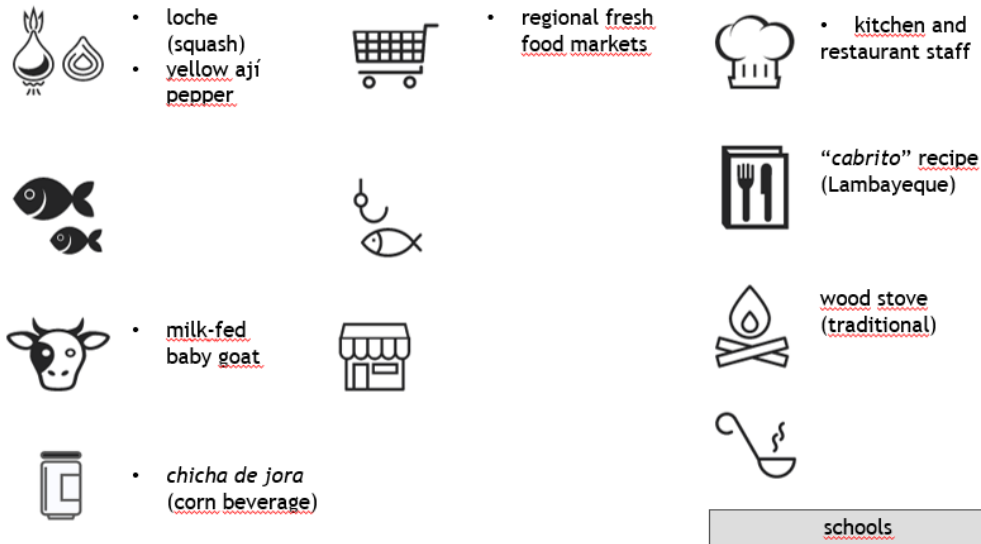 • loche
(squash)
• yellow ají
pepper
• regional fresh
food markets
• kitchen and
restaurant staff
“cabrito” recipe
(Lambayeque)
• milk-fed
baby goat
wood stove
(traditional)
• chicha de jora
(corn beverage)
schools